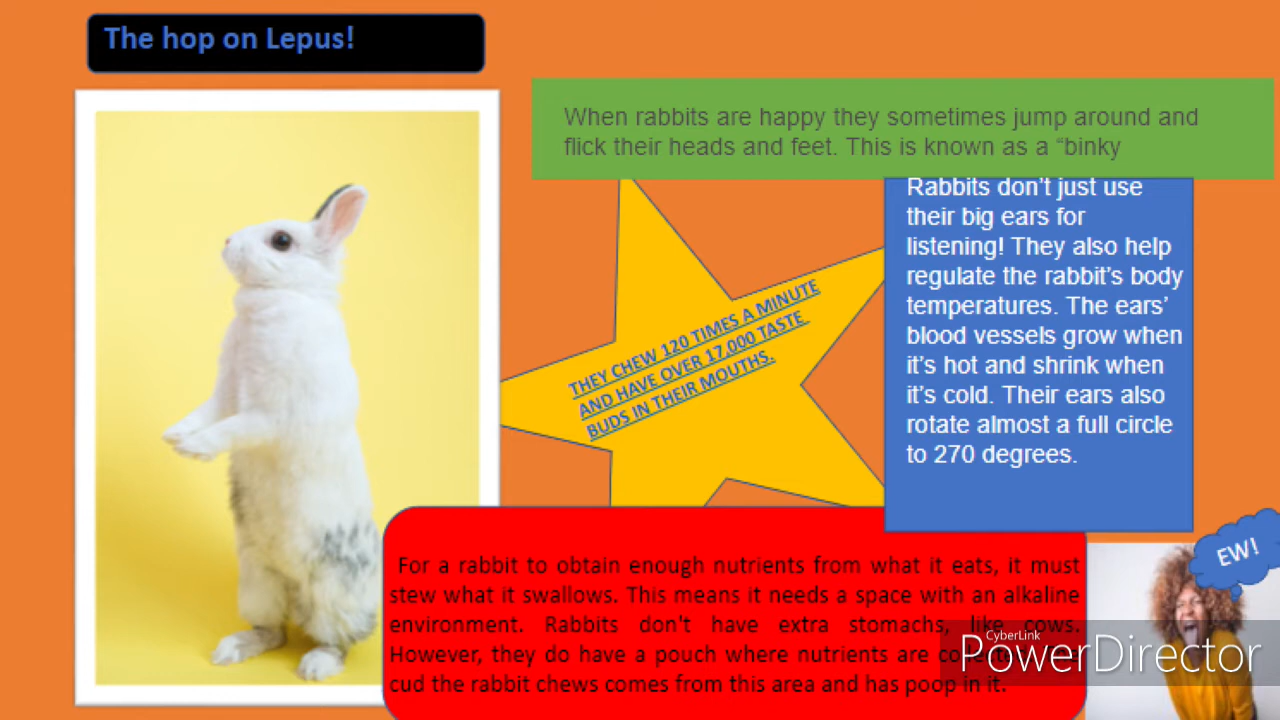 The hop on Lepus!
When rabbits are happy they sometimes jump around and
flick their heads and feet. This is known as a “binky
Rabbits don’t just use
their big ears for
listening! They also help
regulate the rabbit’s body
temperatures. The ears’
blood vessels grow when
it’s hot and shrink when
it’s cold. Their ears also
rotate almost a full circle
to 270 degrees.
THEY CHEW 120 TIMES A MINUTE
AND HAVE OVER 17,000 TASTE
BUDS IN THEIR MOUTHS.
For a rabbit to obtain enough nutrients from what it eats, it must
stew what it swallows. This means it needs a space with an alkaline
environment. Rabbits don't have extra stomachs, like cows.
However, they do have a pouch where nutrients are
cud the rabbit chews comes from this area and has poop in it.
EW!
CyberLink
PowerDirector